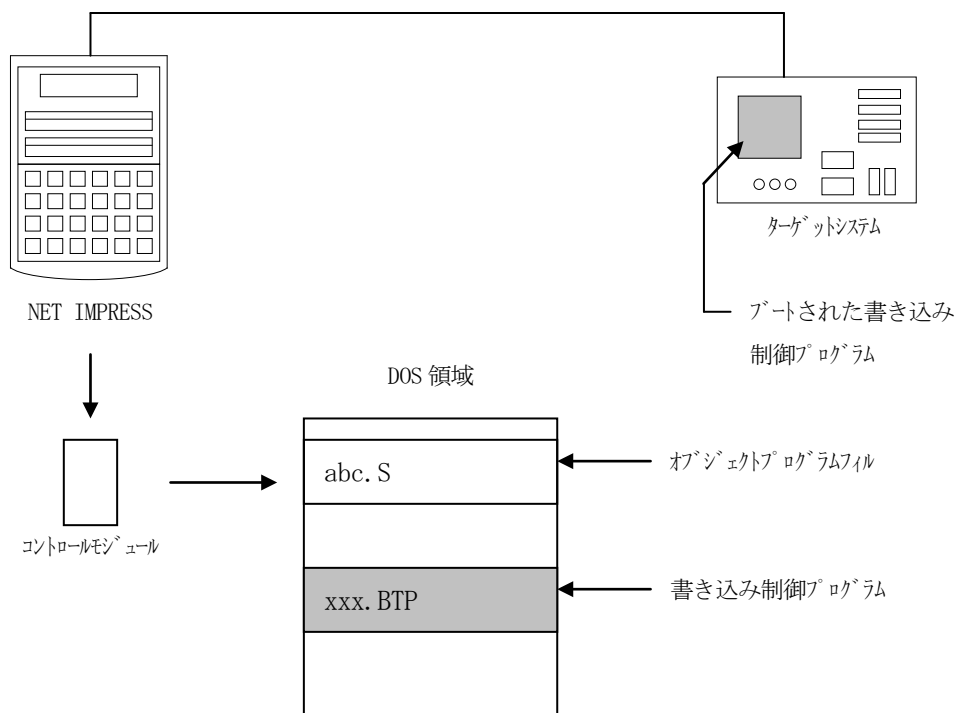 ﾀｰｹﾞｯﾄｼｽﾃﾑ
NET IMPRESS
ﾌﾞｰﾄされた書き込み
制御ﾌﾟﾛｸﾞﾗﾑ
DOS 領域
abc.S
ｵﾌﾞｼﾞｪｸﾄﾌﾟﾛｸﾞﾗﾑﾌｨﾙ
ｺﾝﾄﾛｰﾙﾓｼﾞｭｰﾙ
xxx.BTP
書き込み制御ﾌﾟﾛｸﾞﾗﾑ